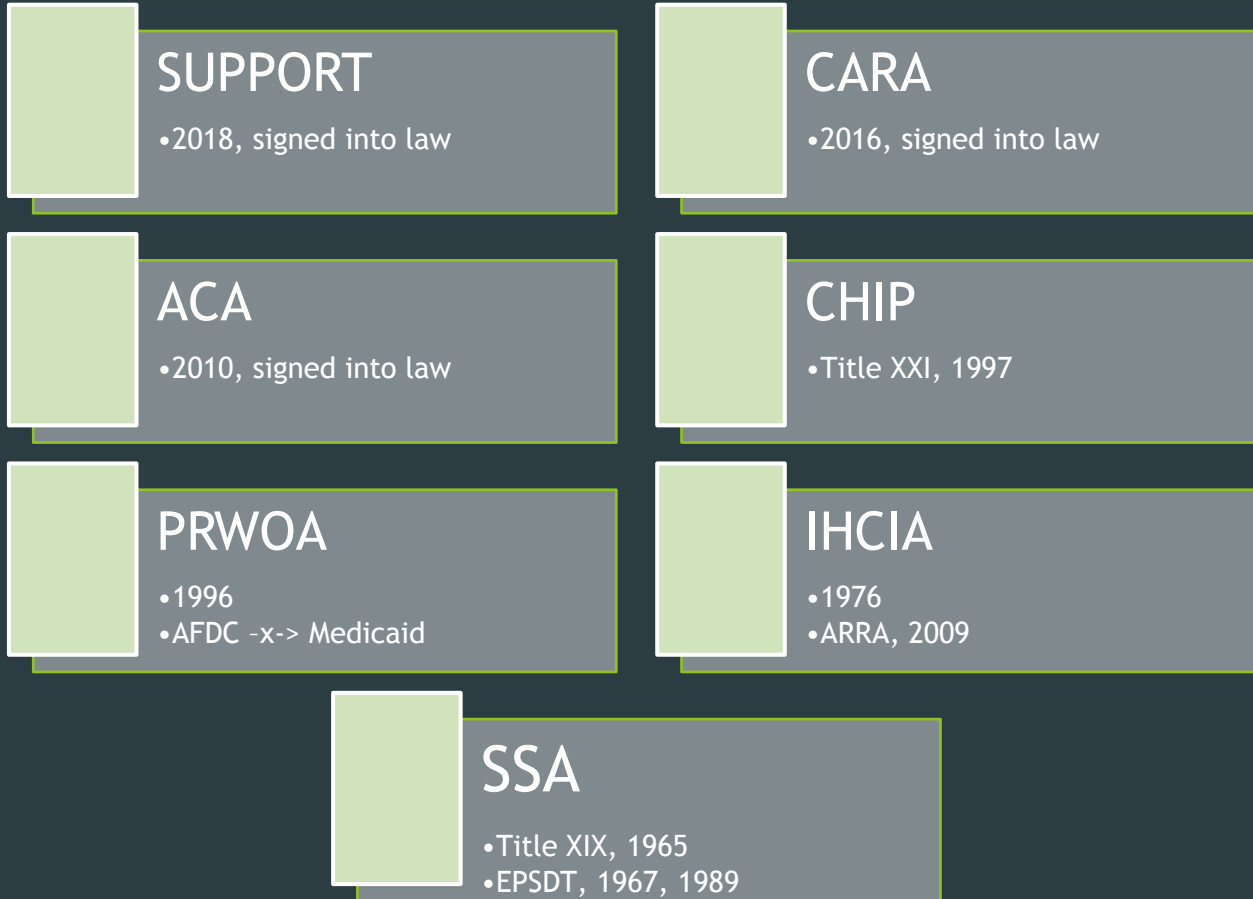 SUPPORT
•2018, signed into law
CARA
•2016, signed into law
ACA
•2010, signed into law
CHIP
•Title XXI, 1997
PRWOA
•1996
•AFDC –x-> Medicaid
IHCIA
•1976
•ARRA, 2009
SSA
•Title XIX, 1965
•EPSDT, 1967, 1989